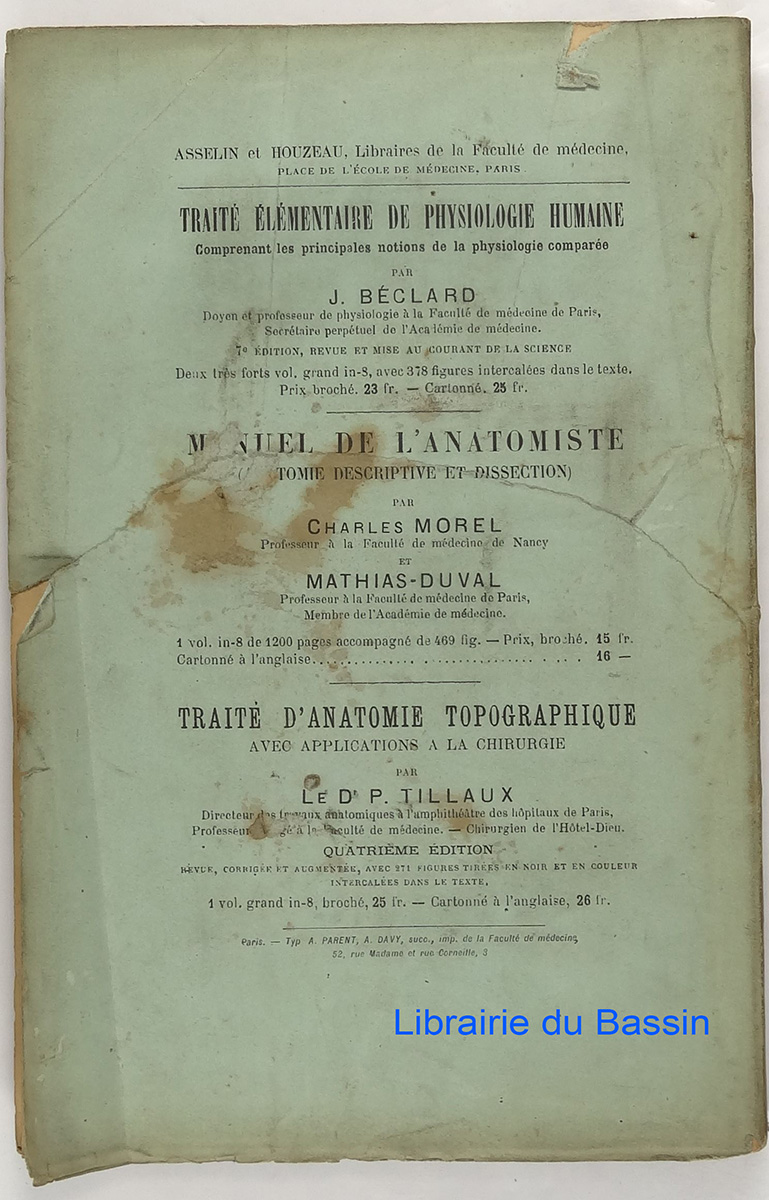 ASSELIN et HOUZEAU, Libraires de la Faculté de médecine,
PLACE DE L'ÉCOLE DE MÉDECINE, PARIS
TRAITÉ ÉLÉMENTAIRE DE PHYSIOLOGIE HUMAINE
Comprenant les principales notions de la physiologie comparée
PAR
J. BÉCLARD
Doyen et professeur de physiologie à la Faculté de médecine de Paris,
Secrétaire perpétuel de l'Académie de médecine.
7e ÉDITION, REVUE ET MISE AU COURANT DE LA SCIENCE
Deux très forts vol. grand in-8, avec 378 figures intercalées dans le texte.
Prix broché. 23 fr. — Cartonné. 25 fr.
M NUEL DE L'ANATOMISTE
( TOMIE DESCRIPTIVE ET DISSECTION)
PAR
CHARLES MOREL
Professeur à la Faculté de médecine de Nancy
ET
MATHIAS-DUVAL
Professeur à la Faculté de médecine de Paris,
Membre de l'Académie de médecine.
1 vol. in-8 de 1200 pages accompagné de 469 fig. — Prix, broché. 15 fr.
Cartonné à l'anglaise.............................. 16 —
TRAITÉ D'ANATOMIE TOPOGRAPHIQUE
AVEC APPLICATIONS A LA CHIRURGIE
PAR
LE Dr P. TILLAUX
Directeur des travaux anatomiques à l'amphithéâtre des hôpitaux de Paris,
Professeur gé à la Faculté de médecine. — Chirurgien de l'Hôtel-Dieu.
QUATRIÈME ÉDITION
REVUE, CORRIGÉE ET AUGMENTÉE, AVEC 271 FIGURES TIRÉES EN NOIR ET EN COULEUR
INTERCALÉES DANS LE TEXTE,
1 vol. grand in-8, broché, 25 fr. — Cartonné à l'anglaise, 26 fr.
Paris. — Typ A. PARENT, A. DAVY, succ., imp. de la Faculté de médecine,
52, rue Madame et rue Corneille, 3
Librairie du Bassin